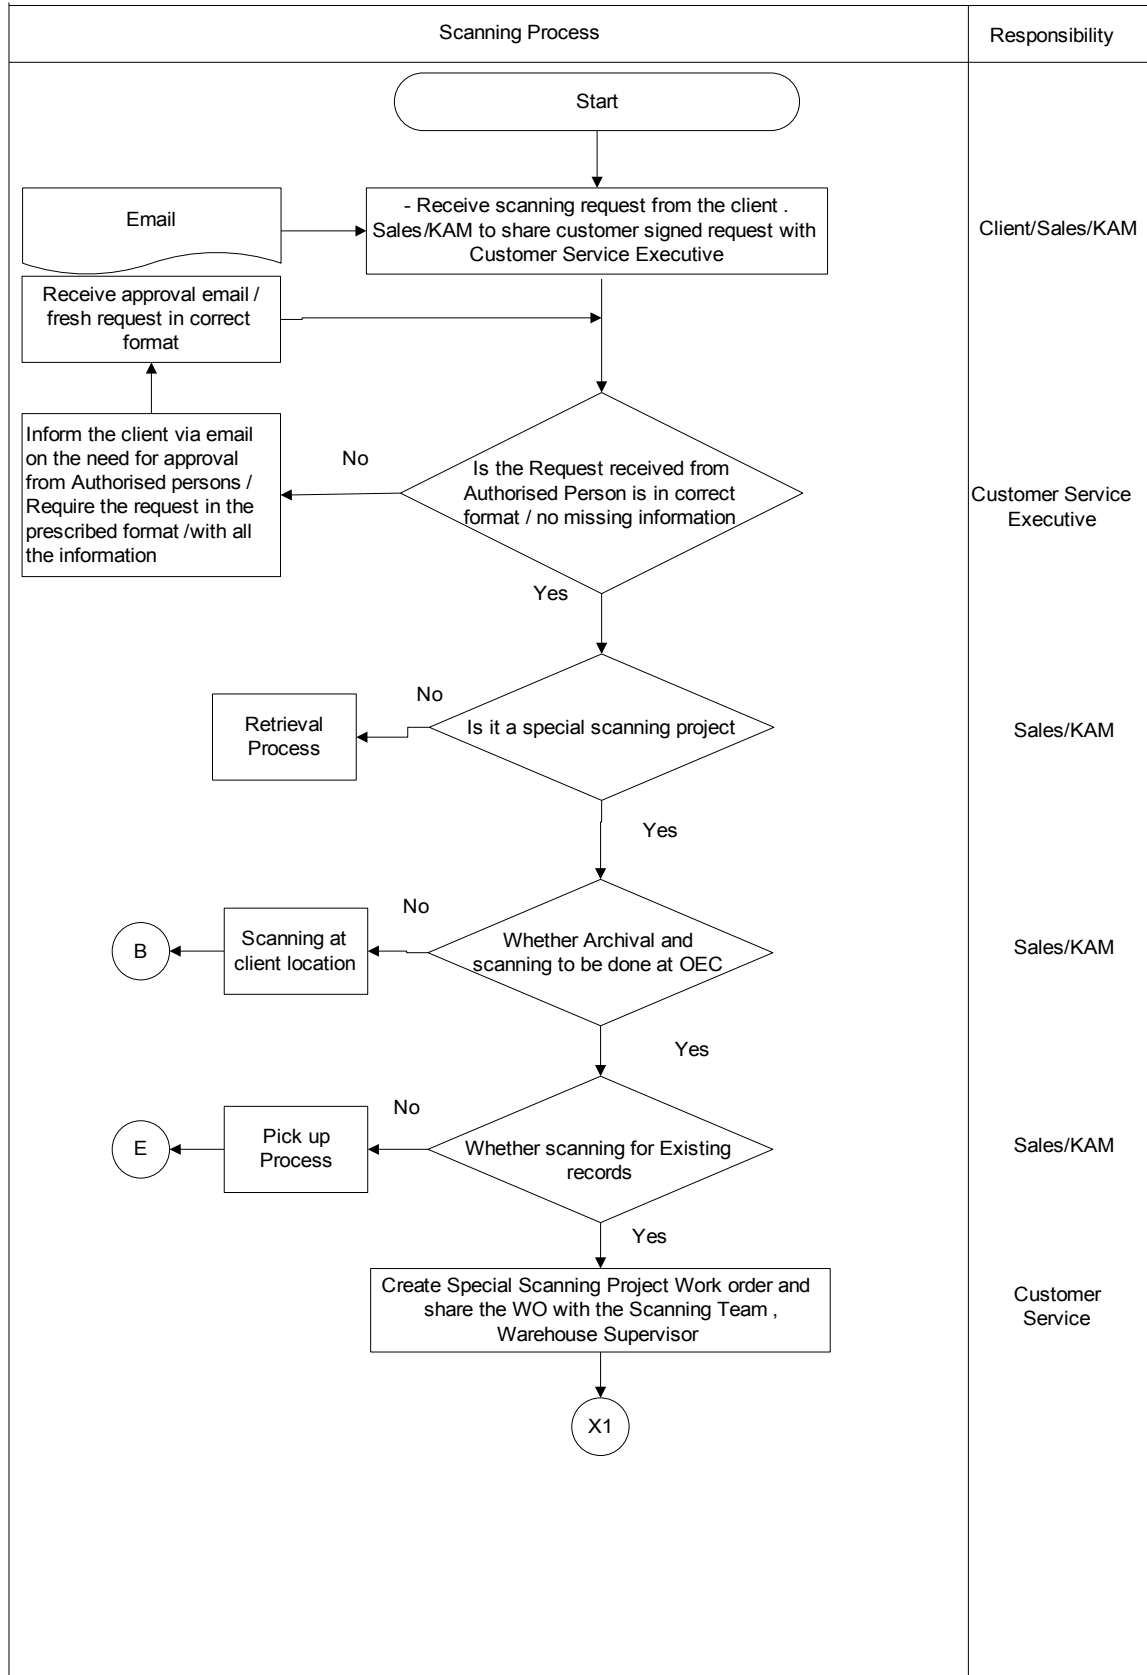 Scanning Process
Responsibility
Start
Email
- Receive scanning request from the client .
Sales/KAM to share customer signed request with
Customer Service Executive
Client/Sales/KAM
Receive approval email /
fresh request in correct
format
Inform the client via email
on the need for approval
from Authorised persons /
Require the request in the
prescribed format /with all
the information
No
Is the Request received from
Authorised Person is in correct
format / no missing information
Customer Service
Executive
Yes
No
Retrieval
Process
Is it a special scanning project
Sales/KAM
Yes
No
B
Scanning at
client location
Whether Archival and
scanning to be done at OEC
Sales/KAM
Yes
No
E
Pick up
Process
Whether scanning for Existing
records
Sales/KAM
Yes
Create Special Scanning Project Work order and
share the WO with the Scanning Team ,
Warehouse Supervisor
Customer
Service
X1